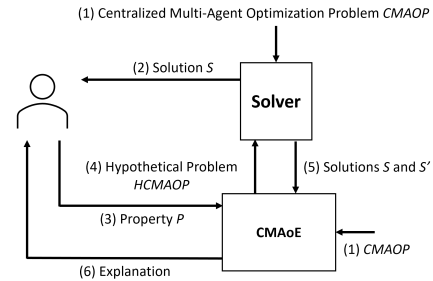 (1) Centralized Multi-Agent Optimization Problem CMAOP
(2) Solution S
Solver
(4) Hypothetical Problem
HCMAOP
(5) Solutions S and S'
(3) Property P
CMAoE
(1) CMAOP
(6) Explanation